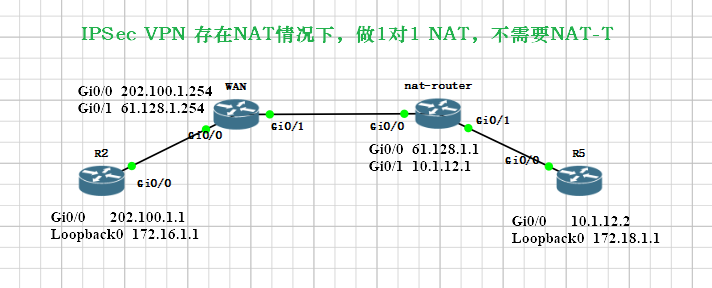 IPSec VPN 存在NAT情况下，做1对1 NAT，不需要NAT-T
WAN
nat-router
Gi0/0 202.100.1.254
Gi0/1 61.128.1.254
Gi0/0
Gi0/1
Gi0/0
Gi0/1
R2
Gi0/0
Gi0/0 61.128.1.1
Gi0/1 10.1.12.1
Gi0/0
R5
Gi0/0 202.100.1.1
Loopback0 172.16.1.1
Gi0/0 10.1.12.2
Loopback0 172.18.1.1